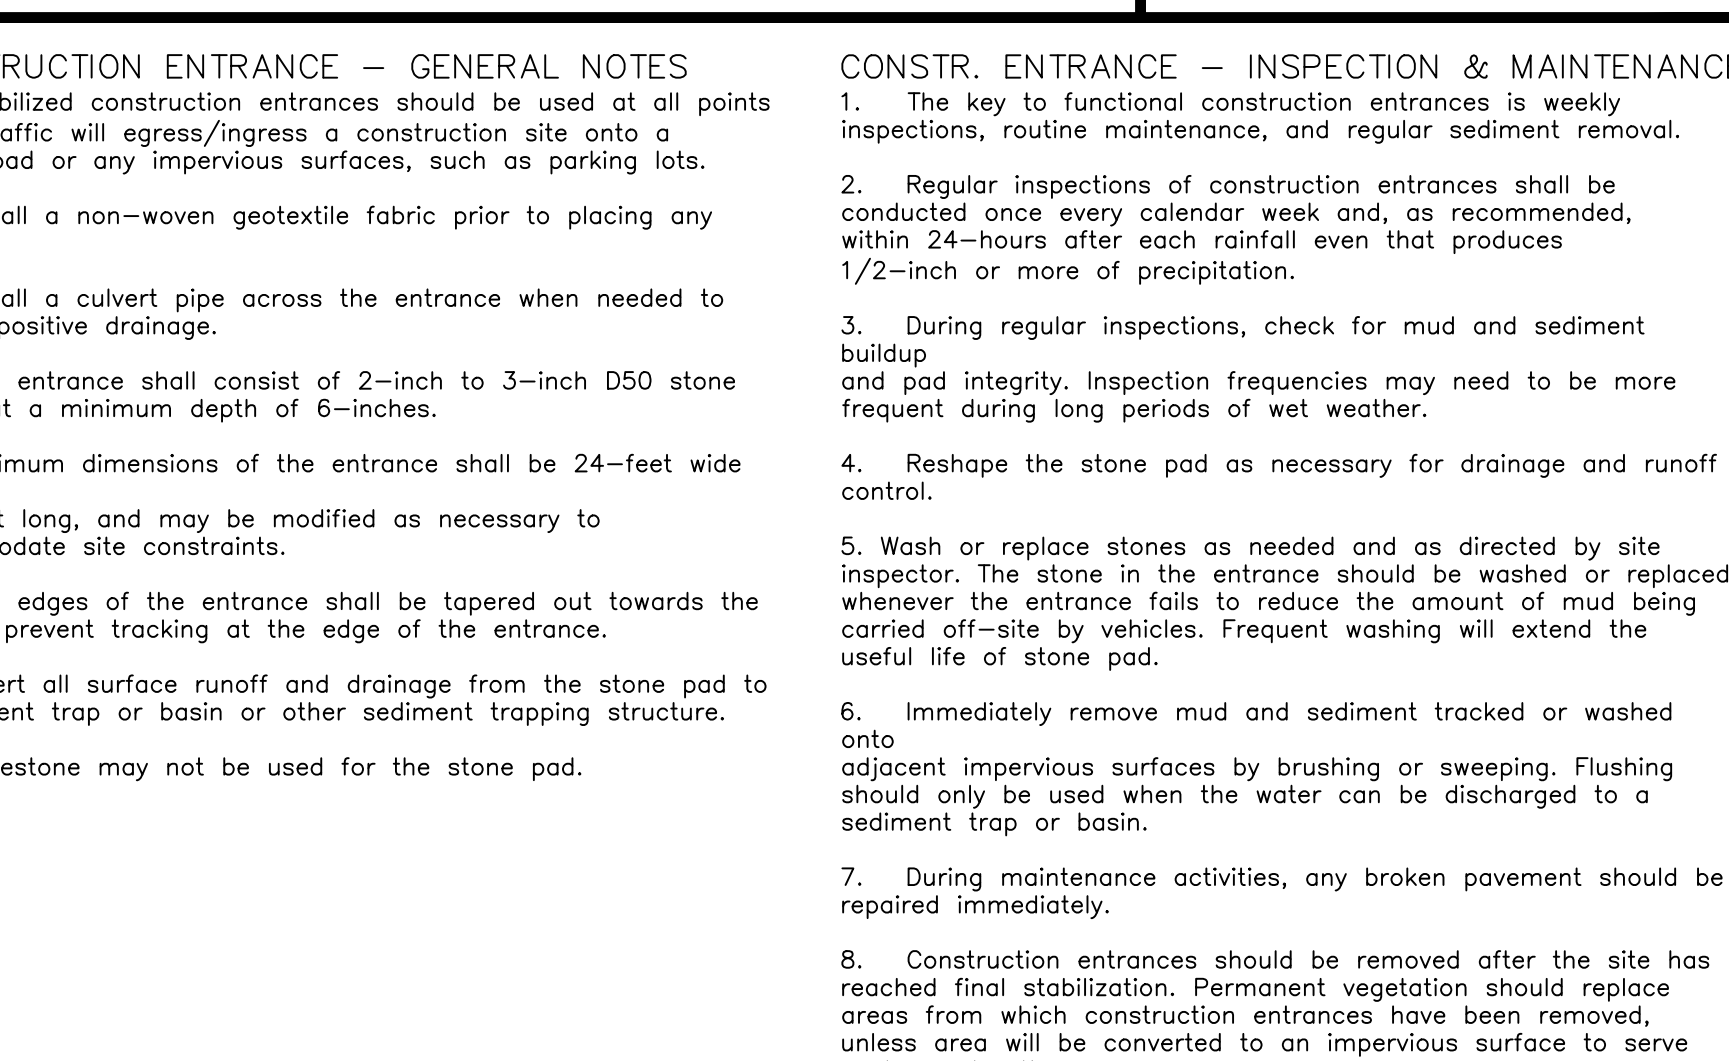 RUCTION ENTRANCE – GENERAL NOTES
bilized construction entrances should be used at all points
affic will egress/ingress a construction site onto a
oad or any impervious surfaces, such as parking lots.
all a non–woven geotextile fabric prior to placing any
all a culvert pipe across the entrance when needed to
positive drainage.
entrance shall consist of 2–inch to 3–inch D50 stone
at a minimum depth of 6–inches.
imum dimensions of the entrance shall be 24–feet wide
t long, and may be modified as necessary to
odate site constraints.
edges of the entrance shall be tapered out towards the
prevent tracking at the edge of the entrance.
ert all surface runoff and drainage from the stone pad to
ent trap or basin or other sediment trapping structure.
estone may not be used for the stone pad.
CONSTR. ENTRANCE – INSPECTION & MAINTENANC
1. The key to functional construction entrances is weekly
inspections, routine maintenance, and regular sediment removal.
2. Regular inspections of construction entrances shall be
conducted once every calendar week and, as recommended,
within 24–hours after each rainfall even that produces
1/2–inch or more of precipitation.
3. During regular inspections, check for mud and sediment
buildup
and pad integrity. Inspection frequencies may need to be more
frequent during long periods of wet weather.
4. Reshape the stone pad as necessary for drainage and runoff
control.
5. Wash or replace stones as needed and as directed by site
inspector. The stone in the entrance should be washed or replaced
whenever the entrance fails to reduce the amount of mud being
carried off–site by vehicles. Frequent washing will extend the
useful life of stone pad.
6. Immediately remove mud and sediment tracked or washed
onto
adjacent impervious surfaces by brushing or sweeping. Flushing
should only be used when the water can be discharged to a
sediment trap or basin.
7. During maintenance activities, any broken pavement should be
repaired immediately.
8. Construction entrances should be removed after the site has
reached final stabilization. Permanent vegetation should replace
areas from which construction entrances have been removed,
unless area will be converted to an impervious surface to serve